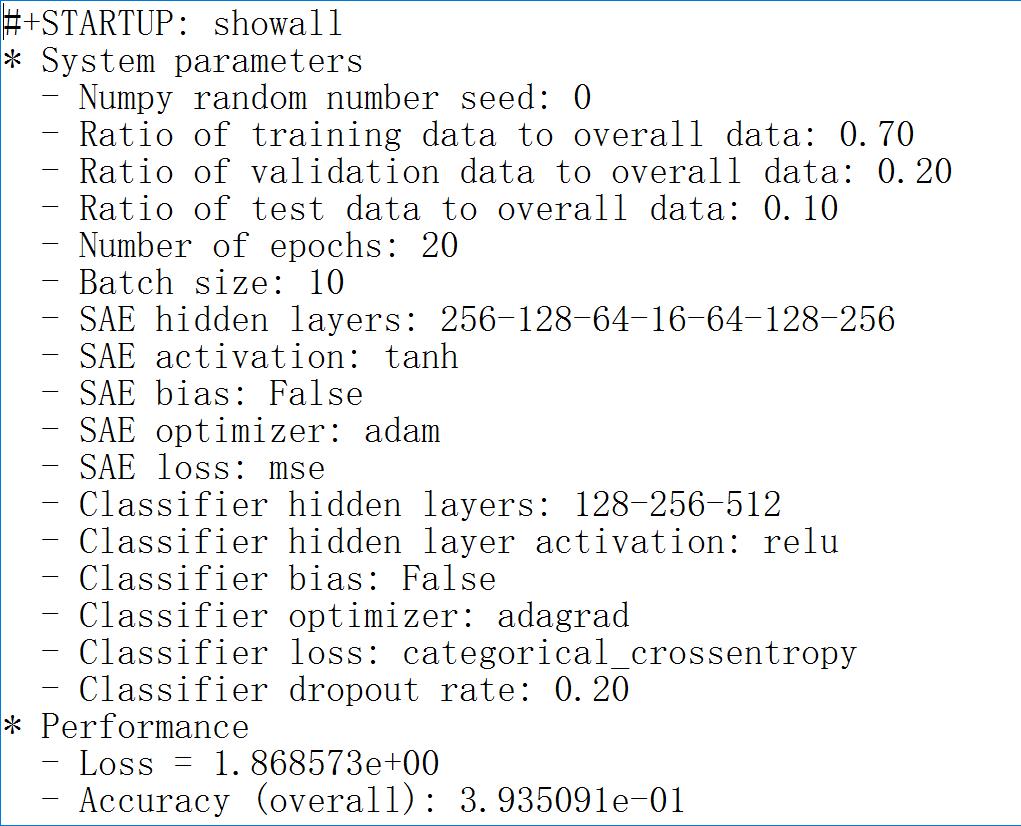 #+STARTUP: showall
* System parameters
- Numpy random number seed: 0
- Ratio of training data to overall data: 0.70
- Ratio of validation data to overall data: 0.20
- Ratio of test data to overall data: 0.10
- Number of epochs: 20
- Batch size: 10
- SAE hidden layers: 256-128-64-16-64-128-256
- SAE activation: tanh
- SAE bias: False
- SAE optimizer: adam
- SAE loss: mse
- Classifier hidden layers: 128-256-512
- Classifier hidden layer activation: relu
- Classifier bias: False
- Classifier optimizer: adagrad
- Classifier loss: categorical_crossentropy
- Classifier dropout rate: 0.20
* Performance
- Loss = 1.868573e+00
- Accuracy (overall): 3.935091e-01